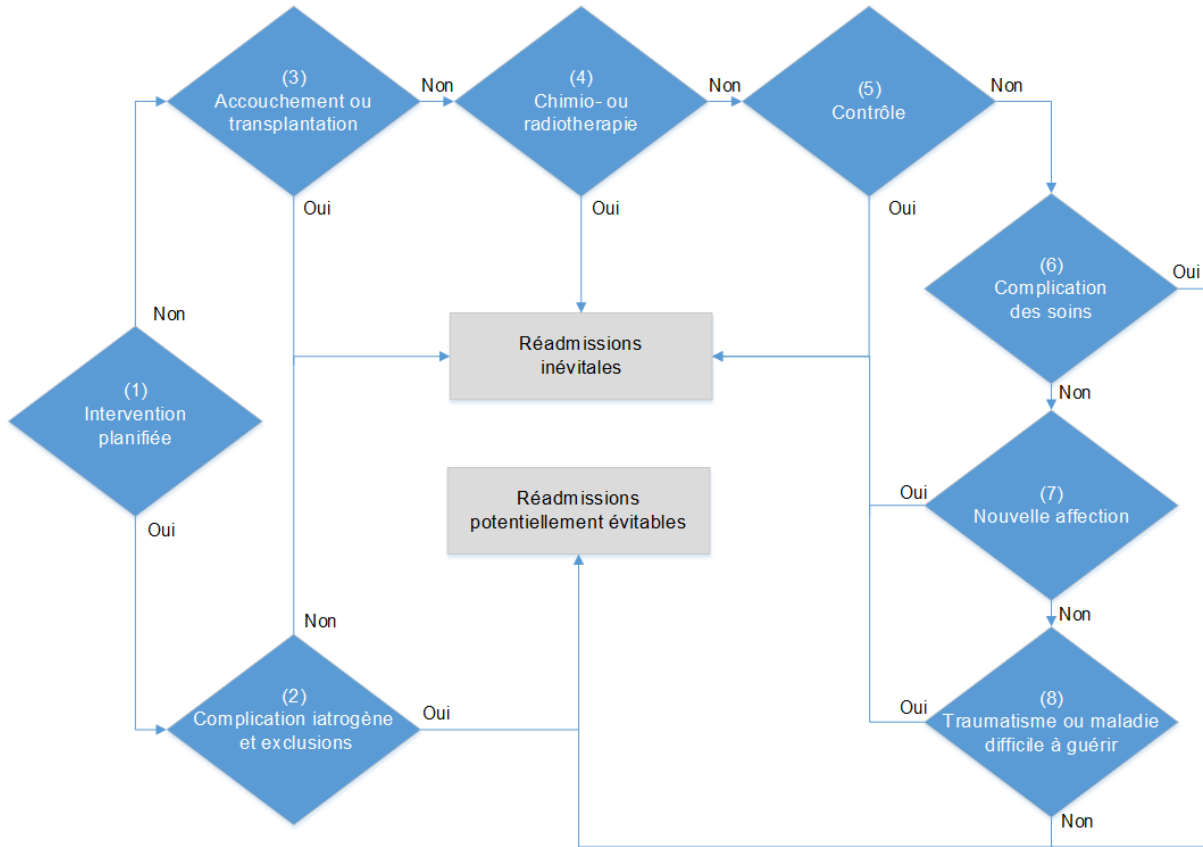 (3)
Accouchement ou
transplantation
Non
(4)
Chimio- ou
radiotherapie
Non
(5)
Contrôle
Non
Oui
Oui
Oui
(6)
Complication
des soins
Oui
Non
Non
Réadmissions
inévitales
(1)
Intervention
planifiée
Oui
Réadmissions
potentiellement évitables
Oui
(7)
Nouvelle affection
Non
Non
(2)
Complication iatrogène
et exclusions
Oui
Oui
(8)
Traumatisme ou maladie
difficile à guérir
Non